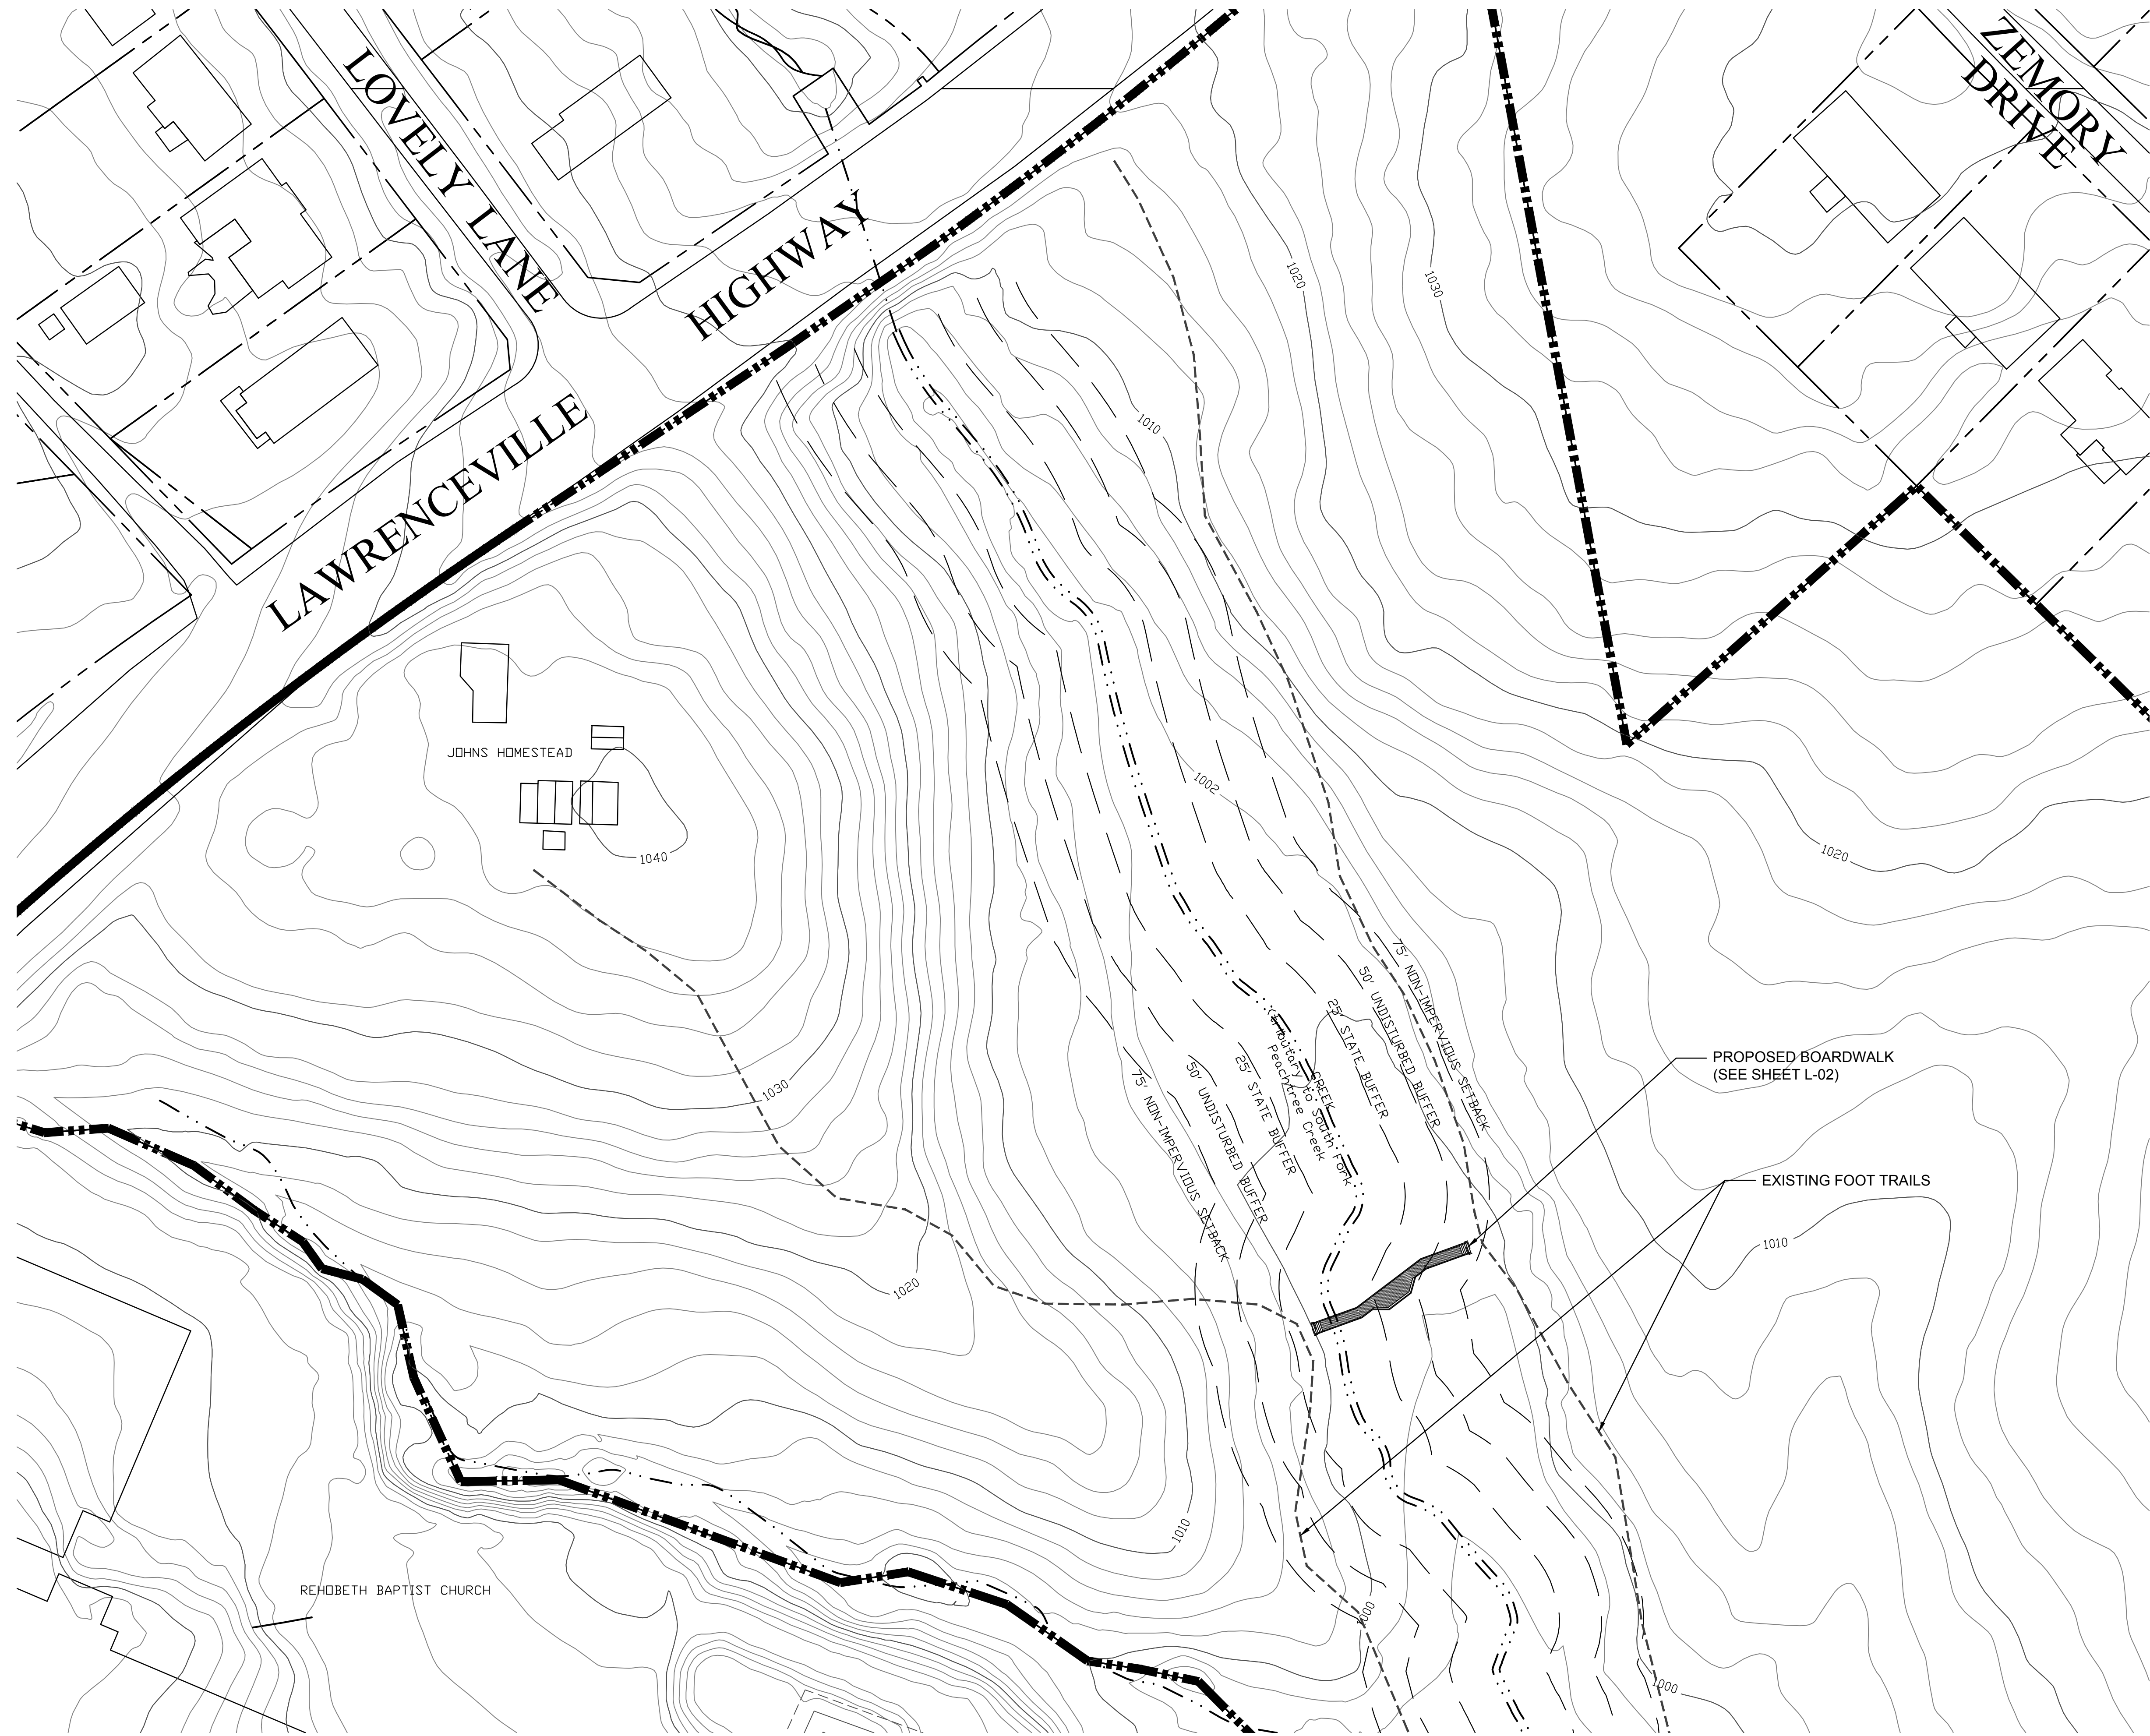 LOVELY LANE
ZEMORY
DRIVE
HIGHWAY
LAWRENCEVILLE
1020
1030
1010
JOHNS HOMESTEAD
1002
1040
1020
75' NON-IMPERVIOUS SETBACK
50' UNDISTURBED BUFFER
25' STATE BUFFER
CREEK
(tributary to South Fork
Peachtree Creek
25' STATE BUFFER
50' UNDISTURBED BUFFER
75' NON-IMPERVIOUS SETBACK
PROPOSED BOARDWALK
(SEE SHEET L-02)
1030
EXISTING FOOT TRAILS
1010
1020
1010
REHOBETH BAPTIST CHURCH
1000
1000